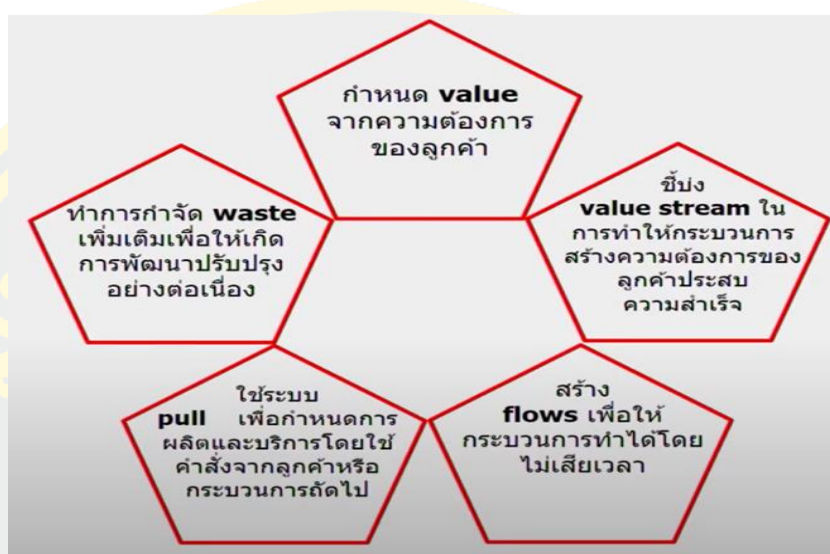 กำหนด value
จากความต้องการ
ของลูกค้า
ชี้บ่ง
value stream ใน
การทำให้กระบวนการ
สร้างความต้องการของ
ลูกค้าประสบ
ความสำเร็จ
สร้าง
flows เพื่อให้
กระบวนการทำได้โดย
ไม่เสียเวลา
ใช้ระบบ
pull เพื่อกำหนดการ
ผลิตและบริการโดยใช้
คำสั่งจากลูกค้าหรือ
กระบวนการถัดไป
ทำการกำจัด waste
เพิ่มเติมเพื่อให้เกิด
การพัฒนาปรับปรุง
อย่างต่อเนื่อง